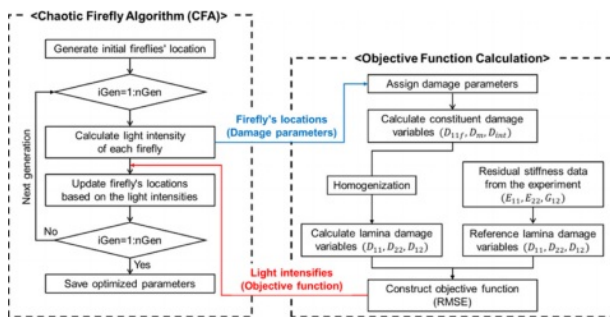 <Chaotic Firefly Algorithm (CFA)>
Generate initial fireflies' location
iGen=1:nGen
Calculate light intensity
of each firefly
Update firefly's locations
based on the light intensities
iGen=1:nGen
No
Yes
Save optimized parameters
Next generation
Firefly's locations
(Damage parameters)
Light intensifies
(Objective function)
<Objective Function Calculation>
Assign damage parameters
Calculate constituent damage
variables (D₁₁f, Dₘ, Dᵢₙₜ)
Homogenization
Residual stiffness data
from the experiment
(E₁₁, E₂₂, G₁₂)
Calculate lamina damage
variables (D₁₁, D₂₂, D₁₂)
Reference lamina damage
variables (D₁₁, D₂₂, D₁₂)
Construct objective function
(RMSE)